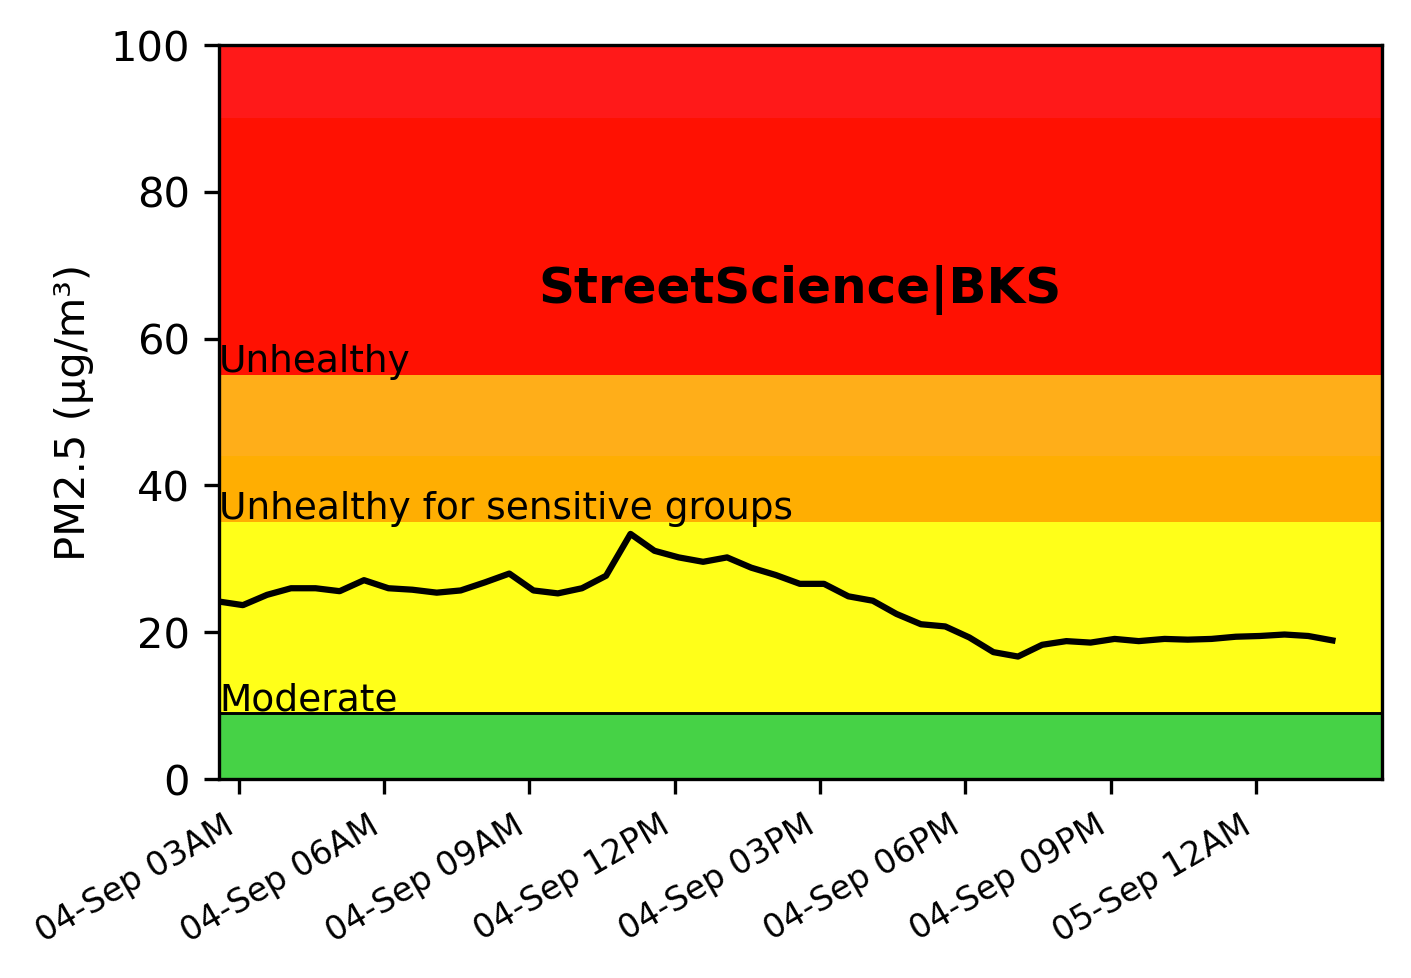 100
80
60
40
20
0
PM2.5 (µg/m³)
StreetScience|BKS
Unhealthy
Unhealthy for sensitive groups
Moderate
04-Sep 03AM
04-Sep 06AM
04-Sep 09AM
04-Sep 12PM
04-Sep 03PM
04-Sep 06PM
04-Sep 09PM
05-Sep 12AM